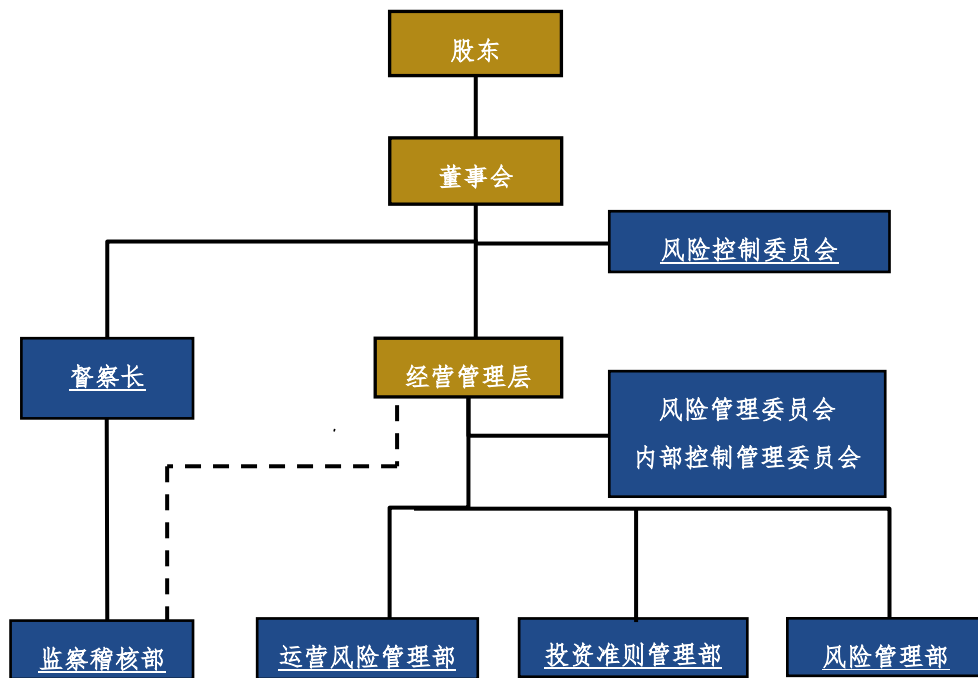 股东
董事会
风险控制委员会
督察长
经营管理层
风险管理委员会
内部控制管理委员会
监察稽核部
运营风险管理部
投资准则管理部
风险管理部